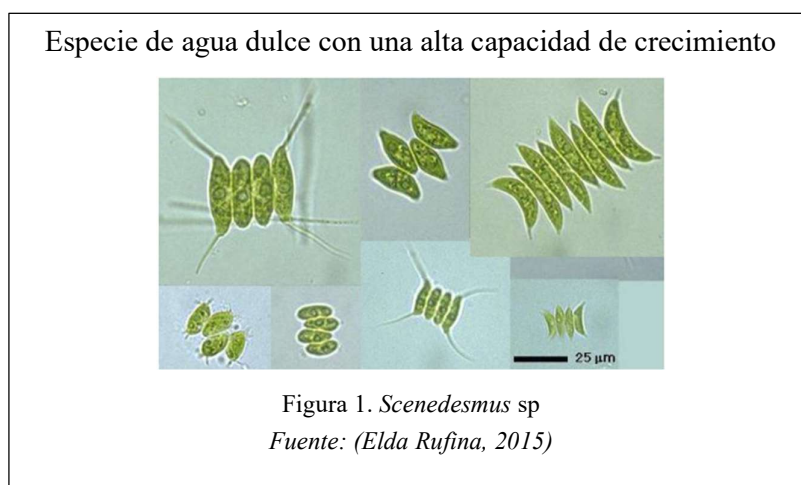 Especie de agua dulce con una alta capacidad de crecimiento
25 µm
Figura 1. Scenedesmus sp
Fuente: (Elda Rufina, 2015)